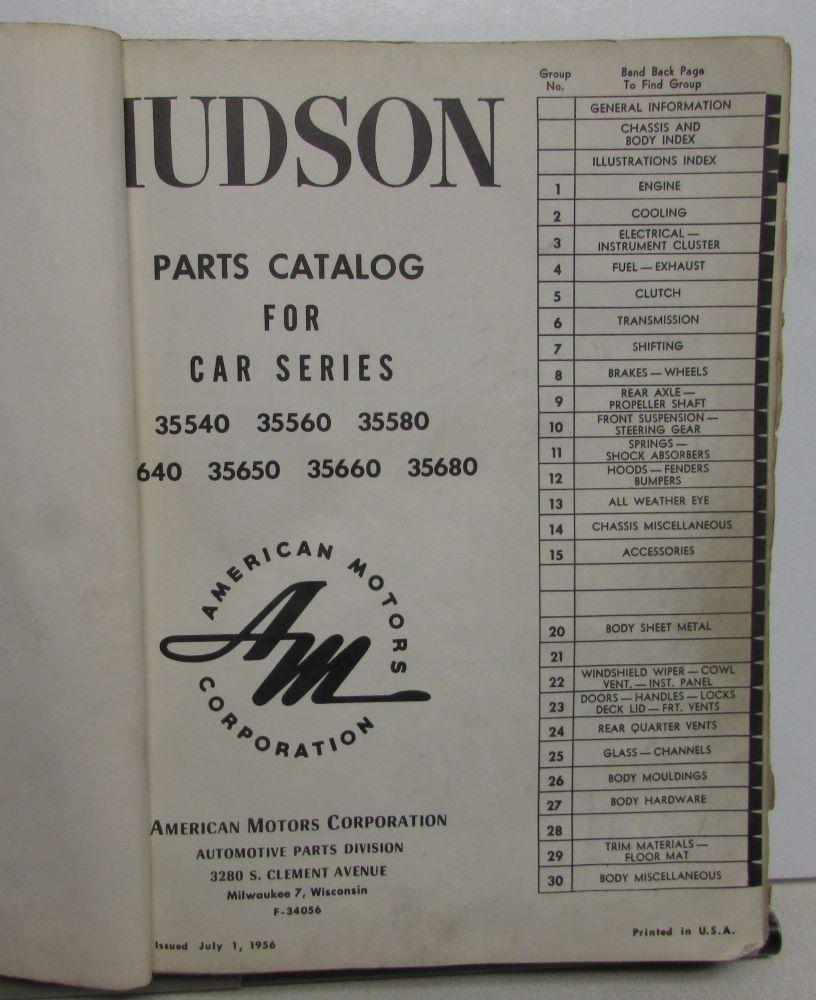 HUDSON
PARTS CATALOG
FOR
CAR SERIES
35540 35560 35580
640 35650 35660 35680
AMERICAN MOTORS
AM
CORPORATION
AMERICAN MOTORS CORPORATION
AUTOMOTIVE PARTS DIVISION
3280 S. CLEMENT AVENUE
Milwaukee 7, Wisconsin
F-34056
Issued July 1, 1956
Group No.
Bend Back Page
To Find Group
GENERAL INFORMATION
CHASSIS AND
BODY INDEX
ILLUSTRATIONS INDEX
1 ENGINE
2 COOLING
3 ELECTRICAL —
INSTRUMENT CLUSTER
4 FUEL — EXHAUST
5 CLUTCH
6 TRANSMISSION
7 SHIFTING
8 BRAKES — WHEELS
9 REAR AXLE —
PROPELLER SHAFT
10 FRONT SUSPENSION —
STEERING GEAR
11 SPRINGS —
SHOCK ABSORBERS
12 HOODS — FENDERS
BUMPERS
13 ALL WEATHER EYE
14 CHASSIS MISCELLANEOUS
15 ACCESSORIES
20 BODY SHEET METAL
21
22 WINDSHIELD WIPER — COWL
VENT. — INST. PANEL
23 DOORS — HANDLES — LOCKS
DECK LID — FRT. VENTS
24 REAR QUARTER VENTS
25 GLASS — CHANNELS
26 BODY MOULDINGS
27 BODY HARDWARE
28
29 TRIM MATERIALS —
FLOOR MAT
30 BODY MISCELLANEOUS
Printed in U.S.A.